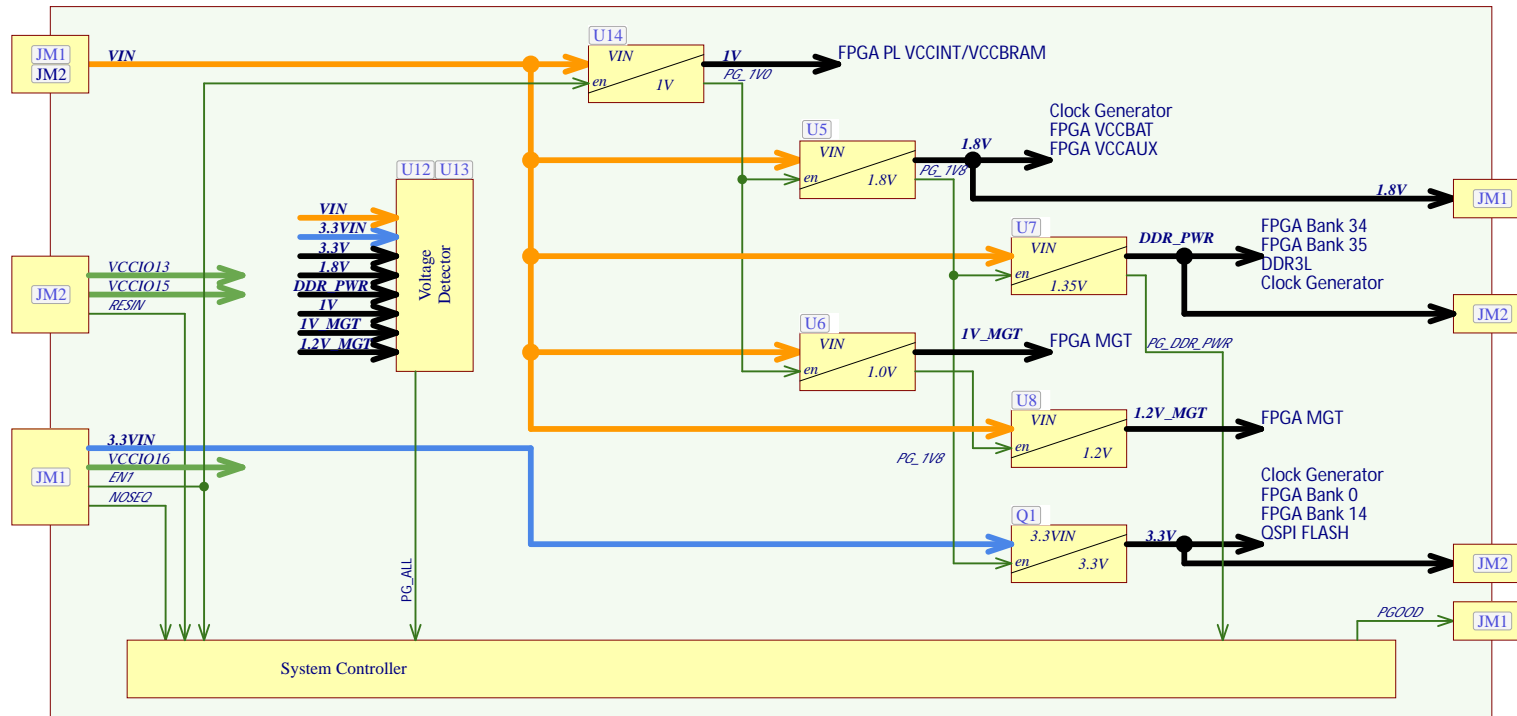 JM1
JM2
VIN
U14
VIN
en
1V
1V
PG_1V0
FPGA PL VCCINT/VCCBRAM
U5
VIN
en
1.8V
1.8V
PG_1V8
Clock Generator
FPGA VCCBAT
FPGA VCCAUX
1.8V
JM1
U12 U13
Voltage
Detector
VIN
3.3VIN
3.3V
1.8V
DDR_PWR
1V
1V_MGT
1.2V_MGT
JM2
VCCIO13
VCCIO15
RESIN
U7
VIN
en
1.35V
DDR_PWR
FPGA Bank 34
FPGA Bank 35
DDR3L
Clock Generator
JM2
PG_DDR_PWR
U6
VIN
en
1.0V
1V_MGT
FPGA MGT
U8
VIN
en
1.2V
1.2V_MGT
FPGA MGT
JM1
3.3VIN
VCCIO16
EN1
NOSEQ
PG_1V8
Q1
3.3VIN
en
3.3V
3.3V
Clock Generator
FPGA Bank 0
FPGA Bank 14
QSPI FLASH
JM2
PG_ALL
PGOOD
JM1
System Controller